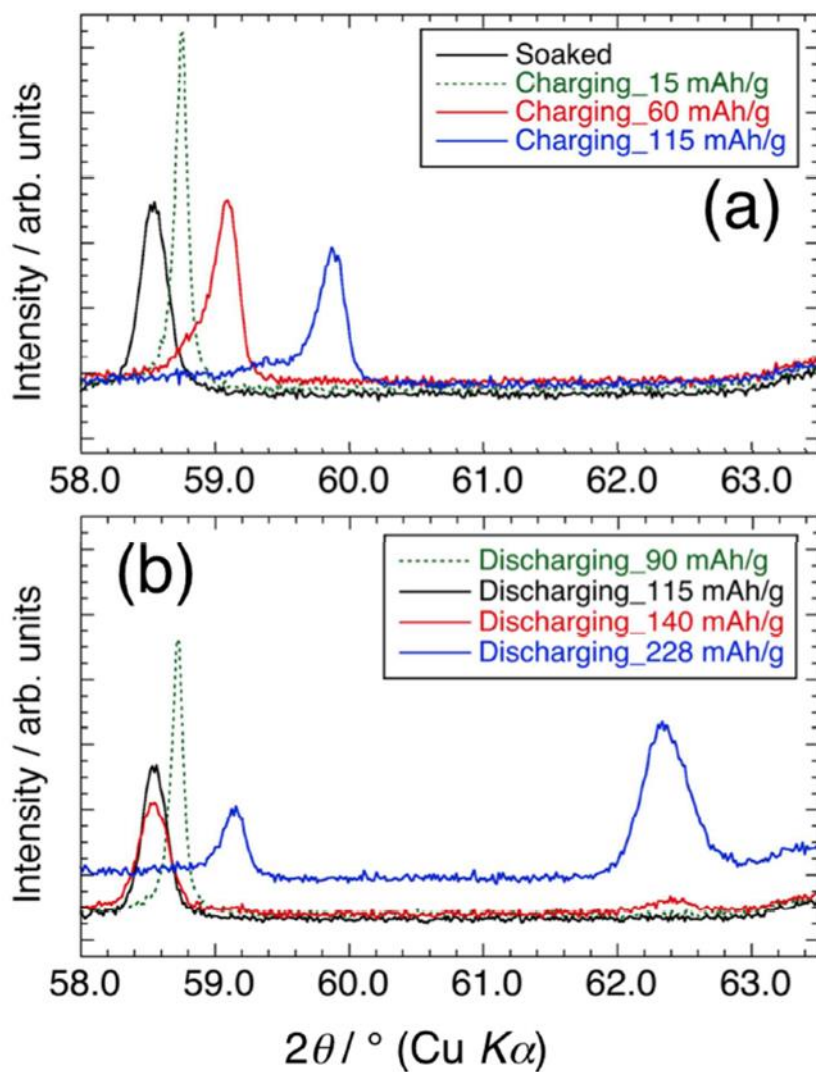 Soaked
Charging_15 mAh/g
Charging_60 mAh/g
Charging_115 mAh/g
(a)
Intensity / arb. units
58.0 59.0 60.0 61.0 62.0 63.0
(b)
Discharging_90 mAh/g
Discharging_115 mAh/g
Discharging_140 mAh/g
Discharging_228 mAh/g
Intensity / arb. units
58.0 59.0 60.0 61.0 62.0 63.0
2θ / ° (Cu Kα)